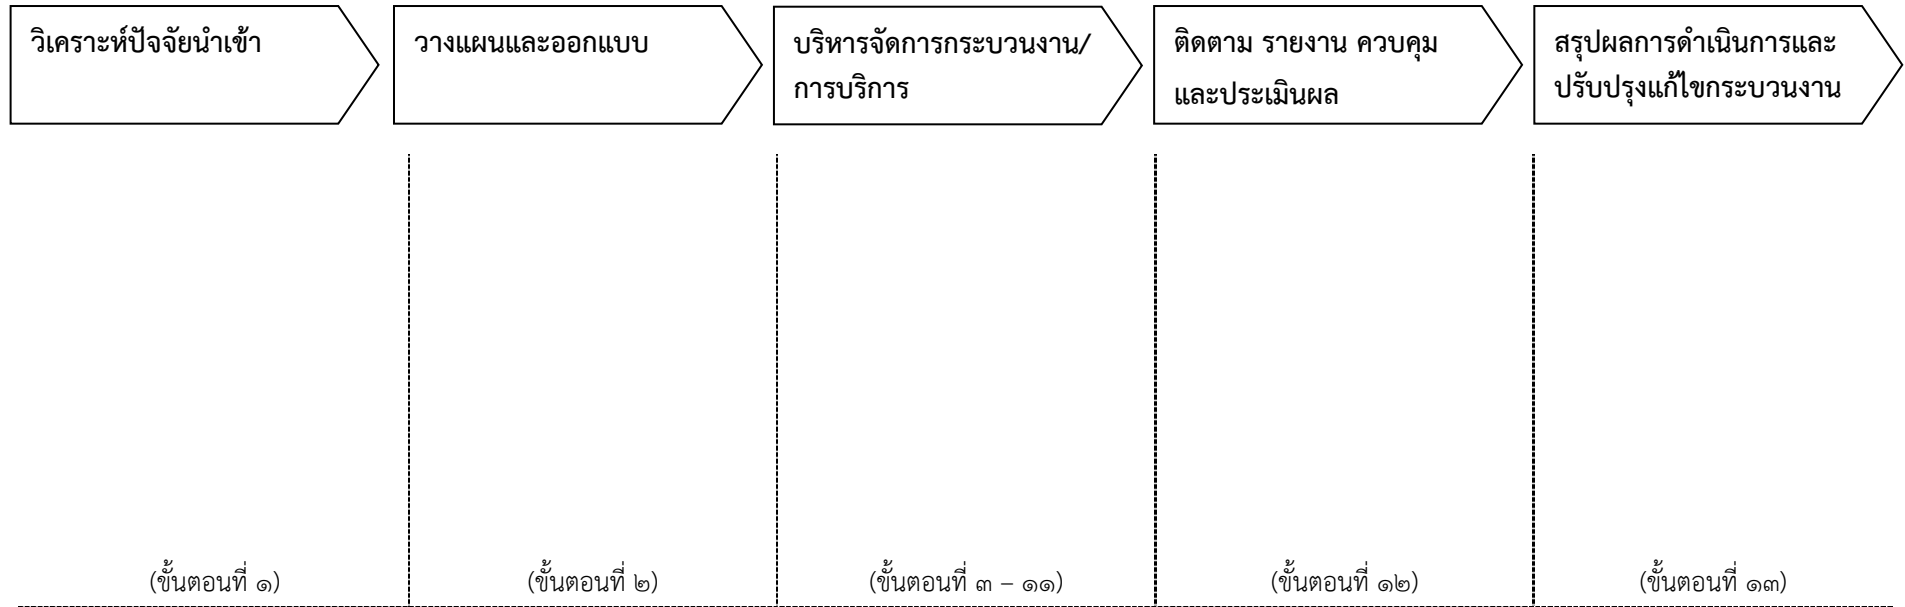 วิเคราะห์ปัจจัยนำเข้า
วางแผนและออกแบบ
บริหารจัดการกระบวนงาน/
การบริการ
ติดตาม รายงาน ควบคุม
และประเมินผล
สรุปผลการดำเนินการและ
ปรับปรุงแก้ไขกระบวนงาน
(ขั้นตอนที่ ๑)
(ขั้นตอนที่ ๒)
(ขั้นตอนที่ ๓ – ๑๑)
(ขั้นตอนที่ ๑๒)
(ขั้นตอนที่ ๑๓)